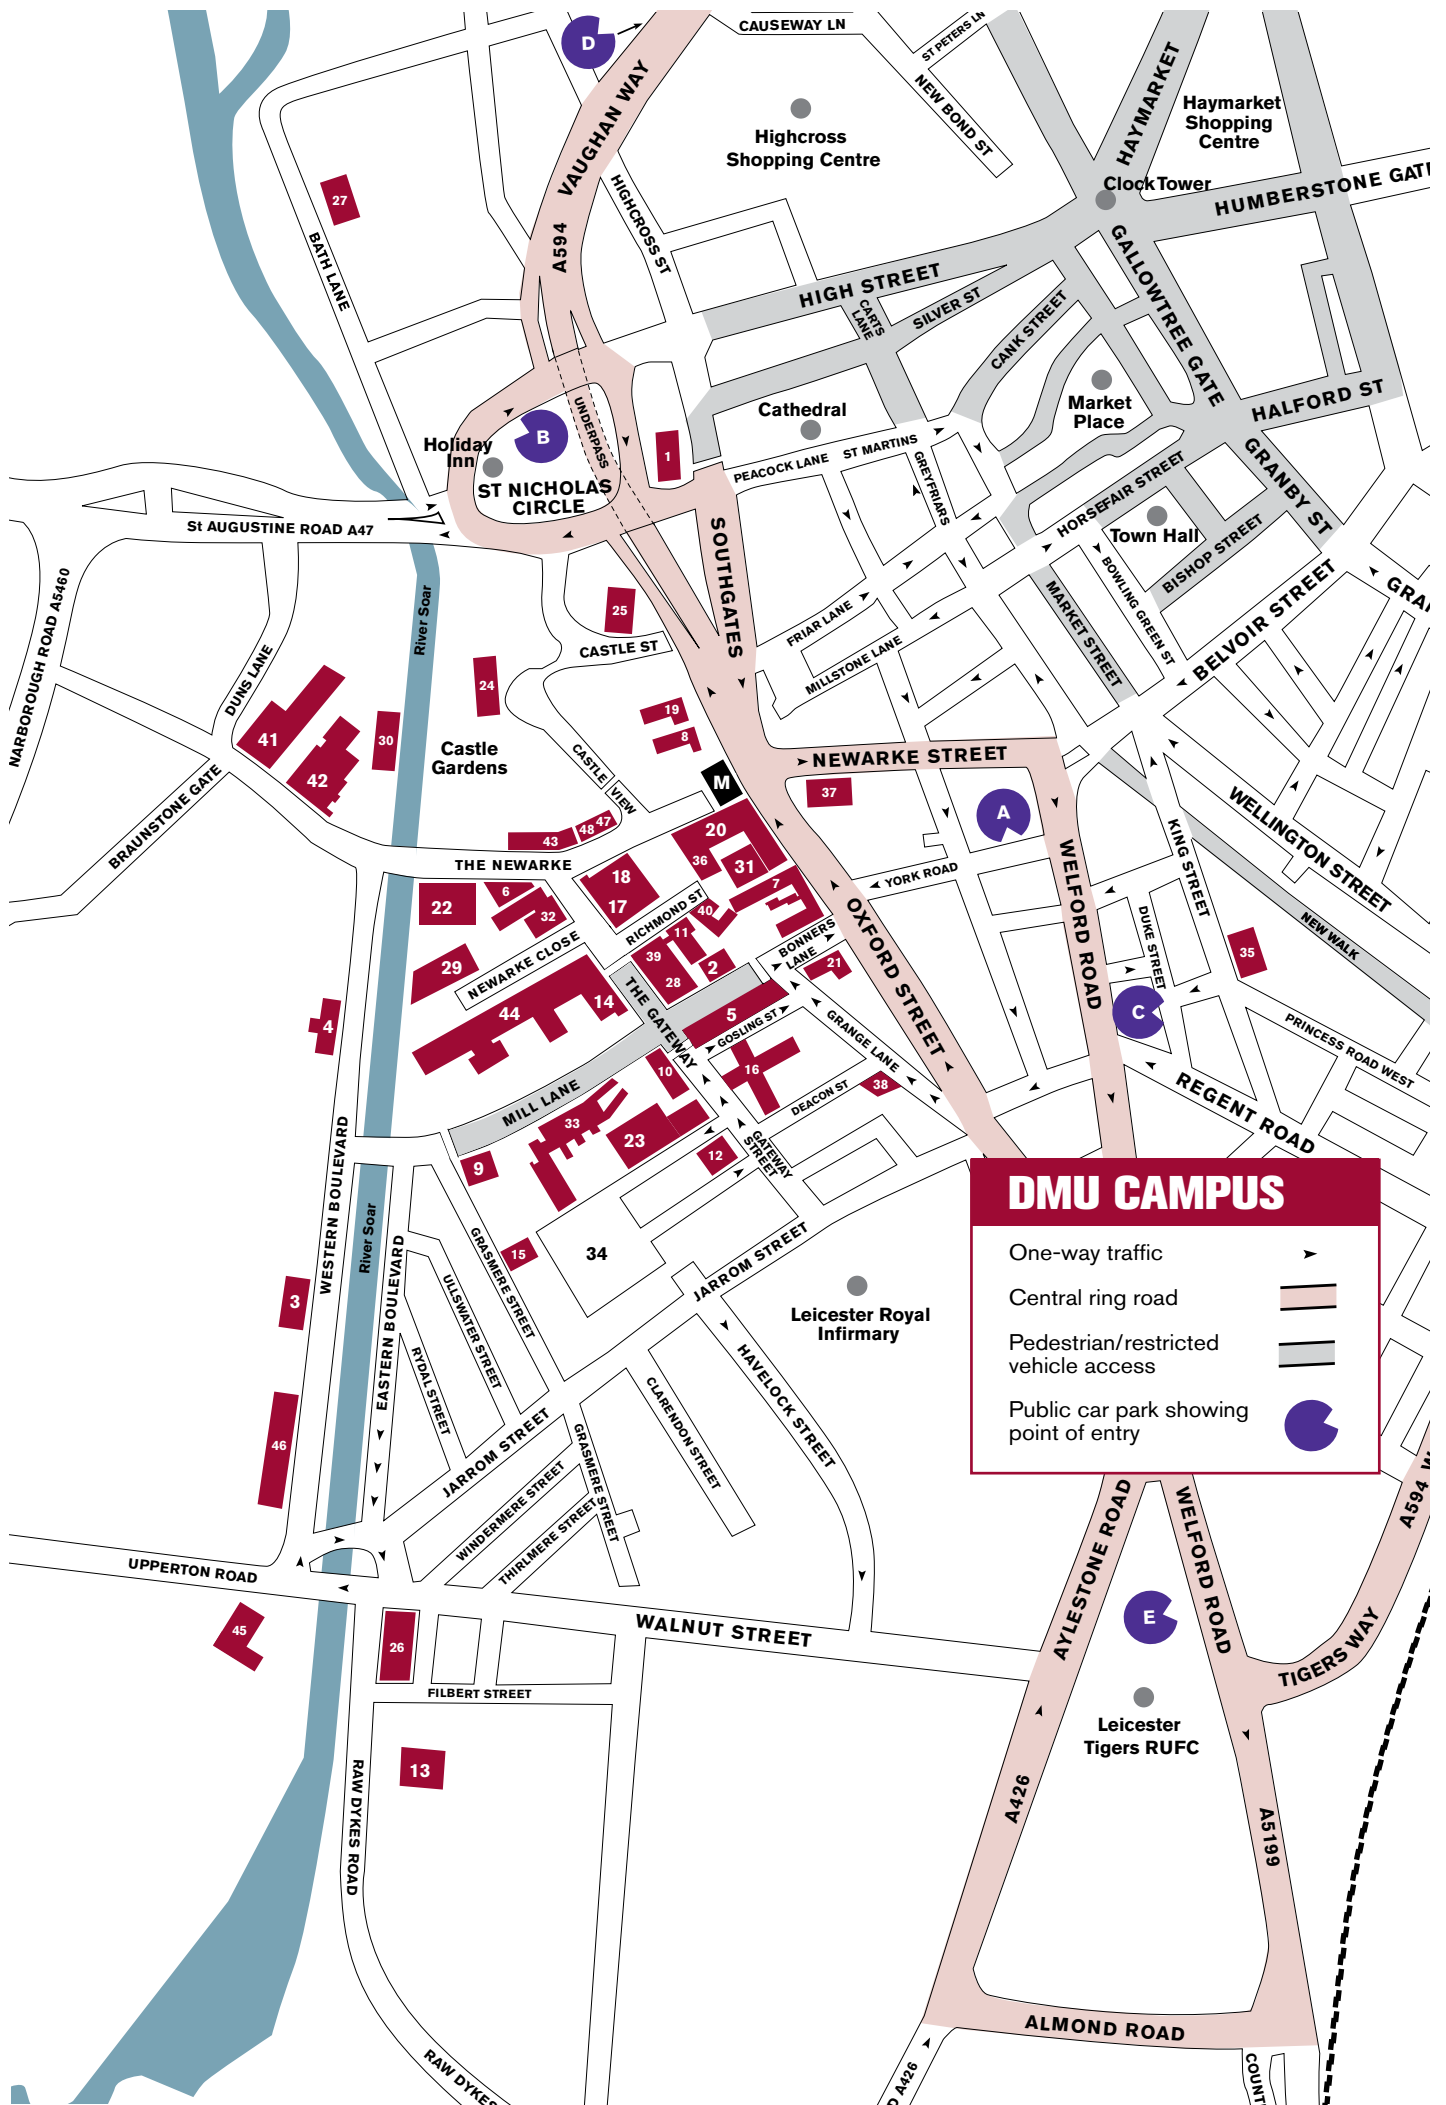 D
CAUSEWAY LN
ST PETERS LN
NEW BOND ST
VAUGHAN WAY
A594
HAYMARKET
Haymarket
Shopping
Centre
Highcross
Shopping Centre
Clock Tower
HUMBERSTONE GATE
27
BATH LANE
HIGHCROSS ST
HIGH STREET
CARTS
LANE
SILVER ST
CANK STREET
GALLOWTREE GATE
HALFORD ST
Market
Place
Cathedral
UNDERPASS
B
Holiday
Inn
ST NICHOLAS
CIRCLE
1
PEACOCK LANE
ST MARTINS
GREYFRIARS
HORSEFAIR STREET
GRANBY ST
Town Hall
BISHOP STREET
BOWLING GREEN ST
MARKET STREET
BELVOIR STREET
St AUGUSTINE ROAD A47
NARBOROUGH ROAD A5460
River Soar
SOUTHGATES
25
CASTLE ST
FRIAR LANE
MILLSTONE LANE
DUNS LANE
24
41
42
30
Castle
Gardens
19
8
CASTLE
VIEW
M
NEWARKE STREET
37
A
BRAUNSTONE GATE
43
48
47
THE NEWARKE
20
36
31
7
18
17
RICHMOND ST
40
11
YORK ROAD
WELFORD ROAD
KING STREET
WELLINGTON STREET
NEW WALK
DUKE STREET
35
22
6
32
29
NEWARKE CLOSE
39
28
2
BONNERS
LANE
21
OXFORD STREET
44
14
THE GATEWAY
5
GOSLING ST
GRANGE LANE
C
PRINCESS ROAD WEST
4
16
10
DEACON ST
38
REGENT ROAD
MILL LANE
33
23
12
GATEWAY
STREET
9
WESTERN BOULEVARD
River Soar
EASTERN BOULEVARD
15
34
GRASMERE STREET
JARROM STREET
ULLSWATER STREET
RYDAL STREET
3
46
Leicester Royal
Infirmary
HAVELOCK STREET
CLARENDON STREET
JARROM STREET
GRASMERE STREET
WINDERMERE STREET
THIRLMERE STREET
DMU CAMPUS
One-way traffic
Central ring road
Pedestrian/restricted
vehicle access
Public car park showing
point of entry
UPPERTON ROAD
45
26
WALNUT STREET
FILBERT STREET
13
RAW DYKES ROAD
AYLESTONE ROAD
WELFORD ROAD
A594
E
TIGERS WAY
Leicester
Tigers RUFC
A426
A5199
ALMOND ROAD
A426